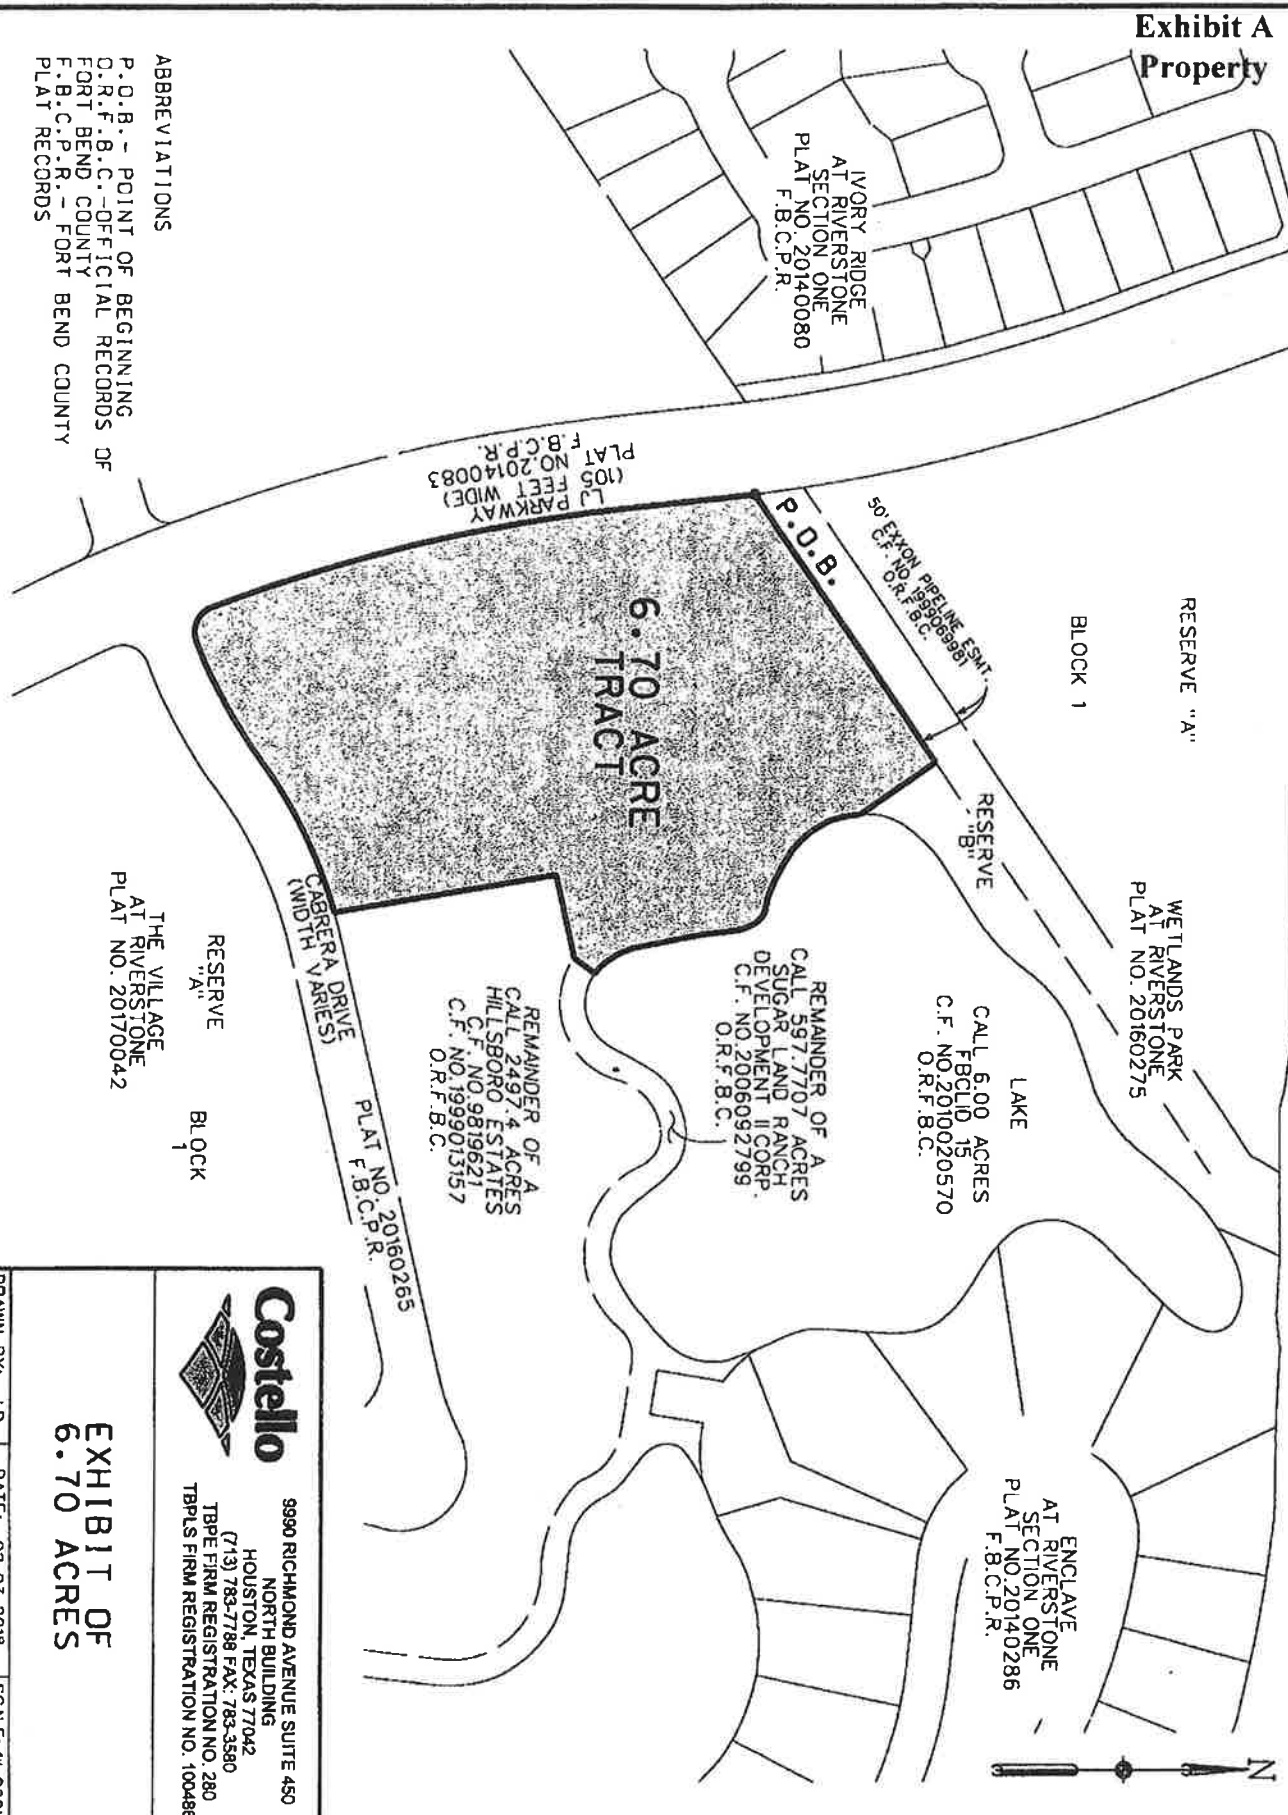 Exhibit A
Property
IVORY RIDGE
AT RIVERSTONE
SECTION ONE
PLAT NO. 20140080
F.B.C.P.R.
RESERVE "A"
BLOCK 1
WETLANDS PARK
AT RIVERSTONE
PLAT NO. 20160275
50' EXXON PIPELINE ESMT.
C.F. NO. 1999069981
O.R.F.B.C.
RESERVE
"B"
P.O.B.
LJ PARKWAY
(105 FEET WIDE)
PLAT NO. 20140083
F.B.C.P.R.
6.70 ACRE
TRACT
LAKE
CALL 6.00 ACRES
FBCLID 15
C.F. NO. 2010020570
O.R.F.B.C.
REMAINDER OF A
CALL 597.7707 ACRES
SUGAR LAND RANCH
DEVELOPMENT II CORP.
C.F. NO. 2006092799
O.R.F.B.C.
REMAINDER OF A
CALL 2497.4 ACRES
HILLSBORO ESTATES
C.F. NO. 9819621
C.F. NO. 1999013157
O.R.F.B.C.
ENCLAVE
AT RIVERSTONE
SECTION ONE
PLAT NO. 20140286
F.B.C.P.R.
N
CABRERA DRIVE
(WIDTH VARIES)
PLAT NO. 20160265
F.B.C.P.R.
RESERVE
"A"
BLOCK
1
THE VILLAGE
AT RIVERSTONE
PLAT NO. 20170042
ABBREVIATIONS
P.O.B. - POINT OF BEGINNING
O.R.F.B.C. - OFFICIAL RECORDS OF
FORT BEND COUNTY
F.B.C.P.R. - FORT BEND COUNTY
PLAT RECORDS
Costello
9990 RICHMOND AVENUE SUITE 450
NORTH BUILDING
HOUSTON, TEXAS 77042
(713) 783-7788 FAX: 783-3580
TBPE FIRM REGISTRATION NO. 280
TBPLS FIRM REGISTRATION NO. 100486
EXHIBIT OF
6.70 ACRES